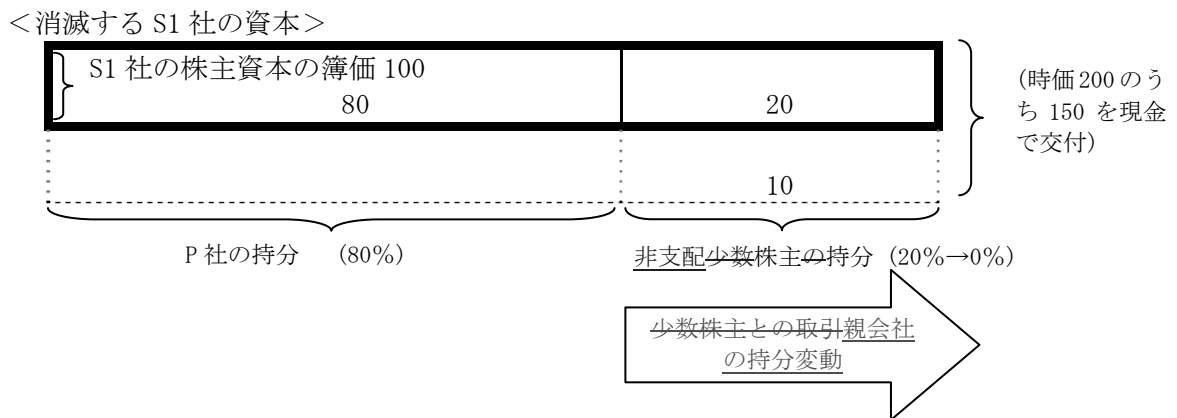 ＜消滅する S1 社の資本＞
S1 社の株主資本の簿価 100
80
20
(時価 200 のう
ち 150 を現金
で交付)
10
P 社の持分 (80%)
非支配少数株主の持分 (20%→0%)
少数株主との取引親会社
の持分変動